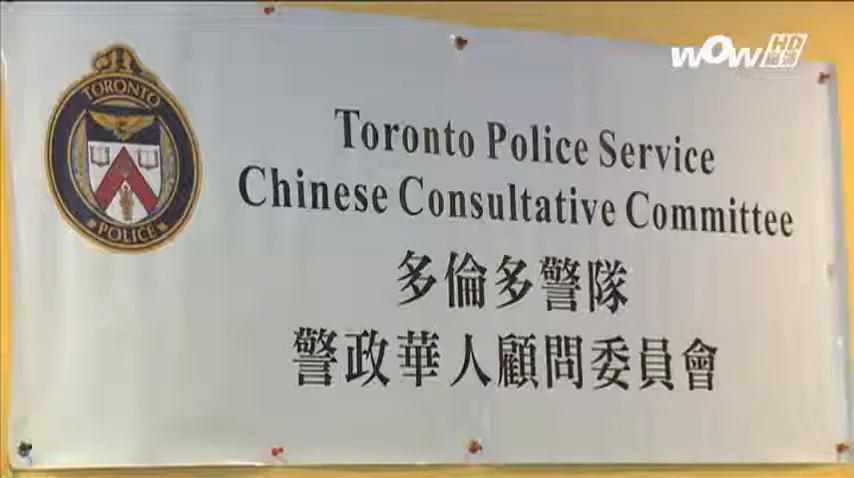 WOW HD
TORONTO
POLICE
Toronto Police Service
Chinese Consultative Committee
多倫多警隊
警政華人顧問委員會